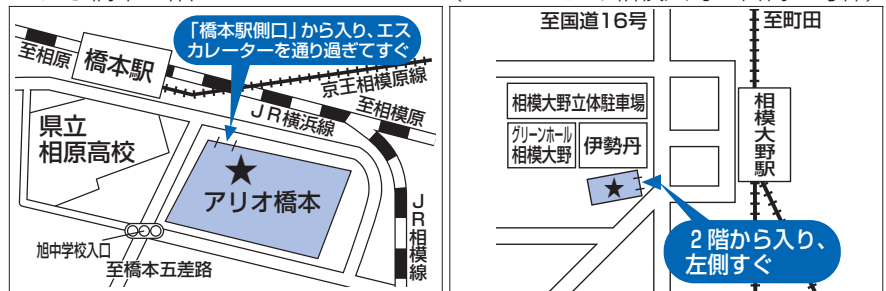 「橋本駅側口」から入り、エス
カレーターを通り過ぎてすぐ
至相原
橋本駅
京王相模原線
至相模原
JR横浜線
県立
相原高校
★
アリオ橋本
JR相模線
旭中学校入口
至橋本五差路
至国道16号
至町田
相模大野立体駐車場
グリーンホール
相模大野
伊勢丹
相模大野駅
★
2階から入り、
左側すぐ